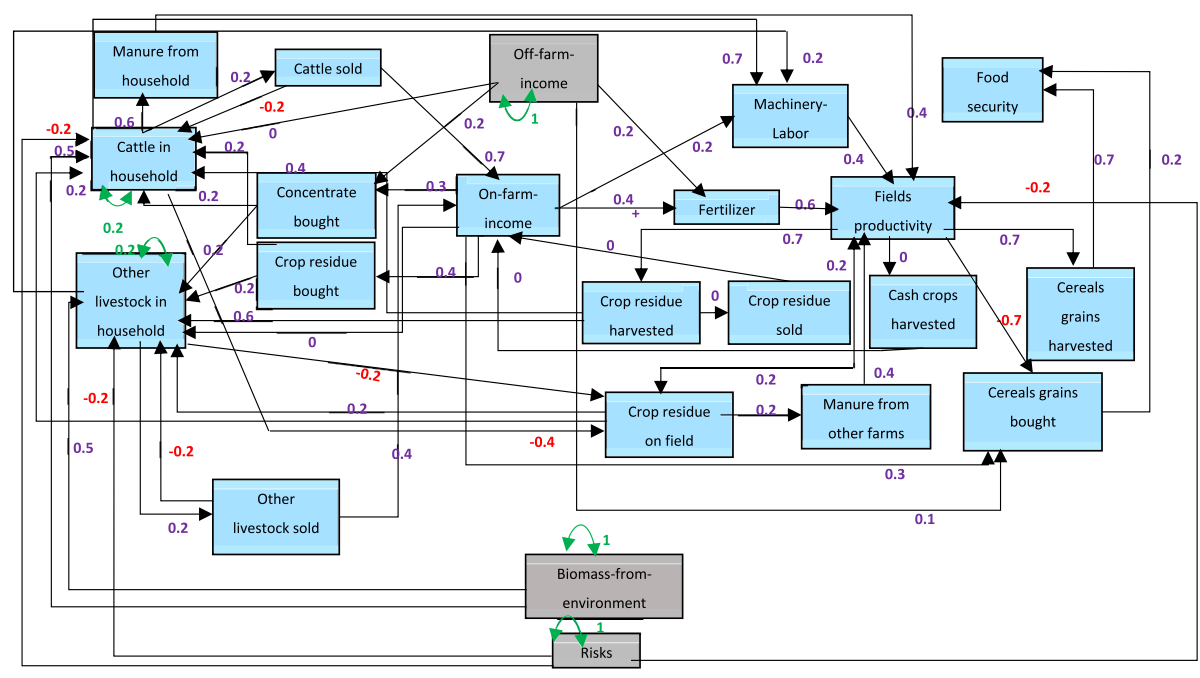 Manure from
household
0.2
Cattle sold
-0.2
Off-farm-
income
1
0.7
0.2
Machinery-
Labor
0.4
Food
security
-0.2
0.5
0.6
Cattle in
household
0.2
0
0.2
0.4
0.2
0.2
0.2
0.4
0.7
0.2
0.2
0.7
Concentrate
bought
0.3
On-farm-
income
0.4
+
Fertilizer
0.6
Fields
productivity
-0.2
0.2
0.2
Other
livestock in
household
0.2
0.2
0.6
0
Crop residue
bought
0.4
0
0
0.7
0.2
0
0.7
Crop residue
harvested
0
Crop residue
sold
Cash crops
harvested
-0.7
Cereals
grains
harvested
-0.2
0.2
0.4
-0.2
0.2
Crop residue
on field
0.2
Manure from
other farms
Cereals grains
bought
0.5
-0.2
0.4
-0.4
0.3
Other
livestock sold
0.2
0.1
1
Biomass-from-
environment
1
Risks